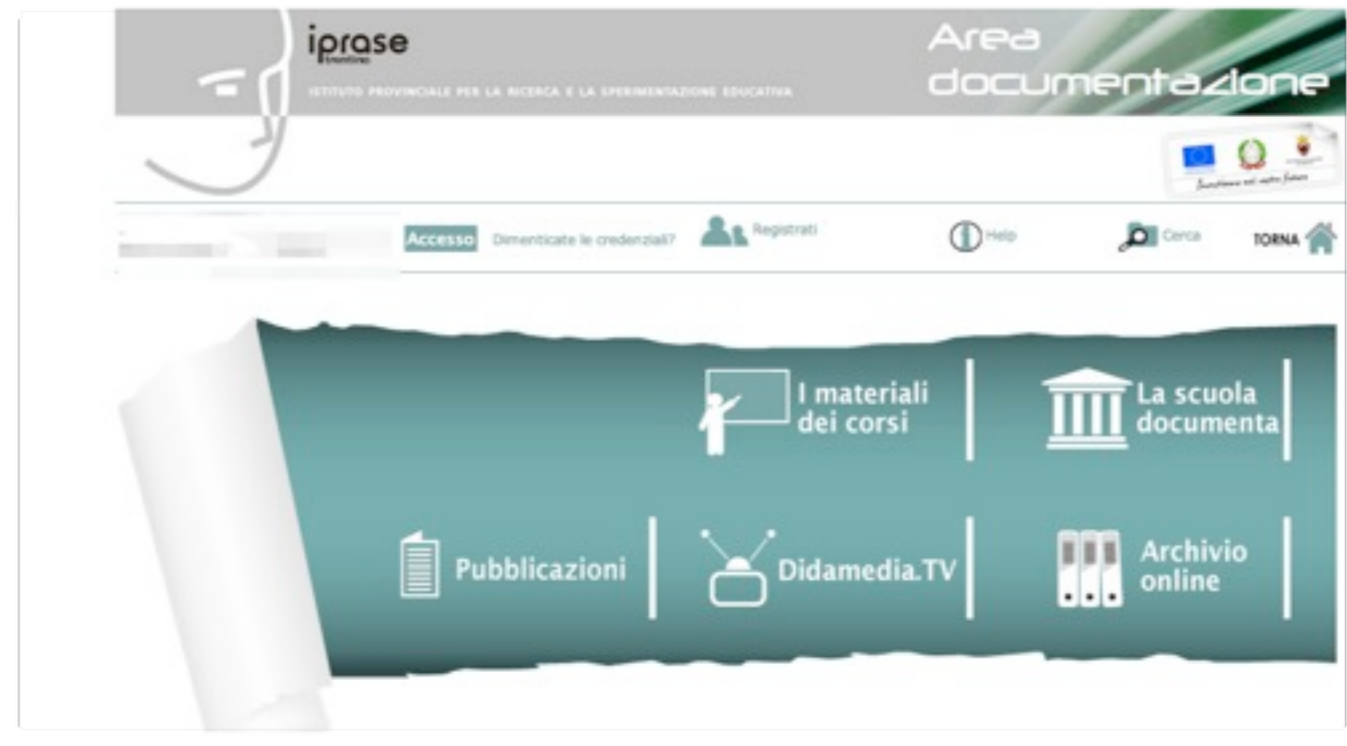 iprase
trentino
ISTITUTO PROVINCIALE PER LA RICERCA E LA SPERIMENTAZIONE EDUCATIVA
Area
documentazione
Accesso Dimenticate le credenziali? Registrati Help Cerca TORNA
I materiali
dei corsi
La scuola
documenta
Pubblicazioni
Didamedia.TV
Archivio
online